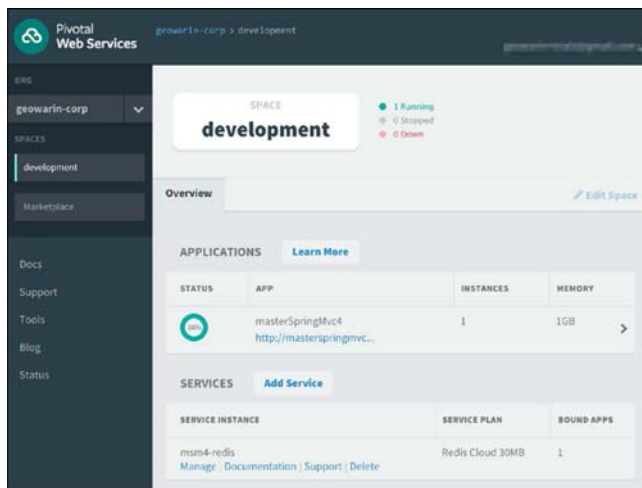 Pivotal
Web Services
geowarin-corp > development
ORG
geowarin-corp
SPACES
development
Marketplace
Docs
Support
Tools
Blog
Status
SPACE
development
1 Running
0 Stopped
0 Down
Overview
Edit Space
APPLICATIONS Learn More
STATUS APP INSTANCES MEMORY
100% masterSpringMvc4 1 1GB
http://masterspringmvc...
SERVICES Add Service
SERVICE INSTANCE SERVICE PLAN BOUND APPS
msm4-redis Redis Cloud 30MB 1
Manage | Documentation | Support | Delete